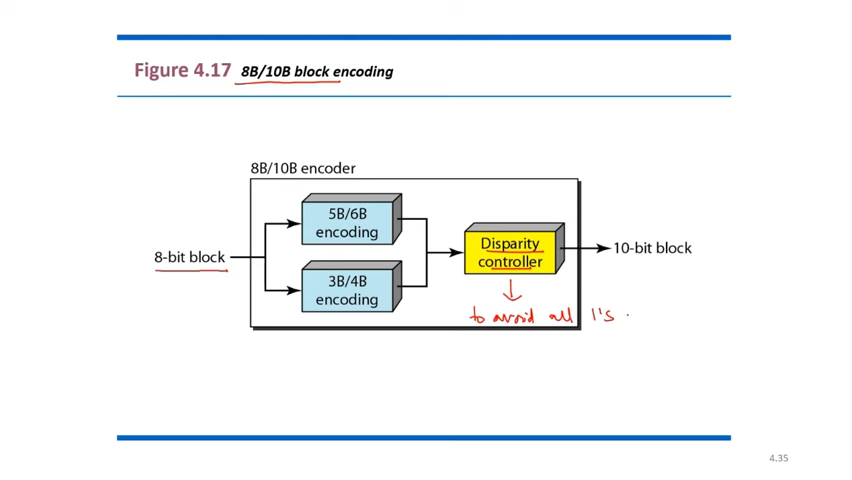 Figure 4.17 8B/10B block encoding
8B/10B encoder
5B/6B
encoding
8-bit block
3B/4B
encoding
Disparity
controller
10-bit block
to avoid all 1's
4.35